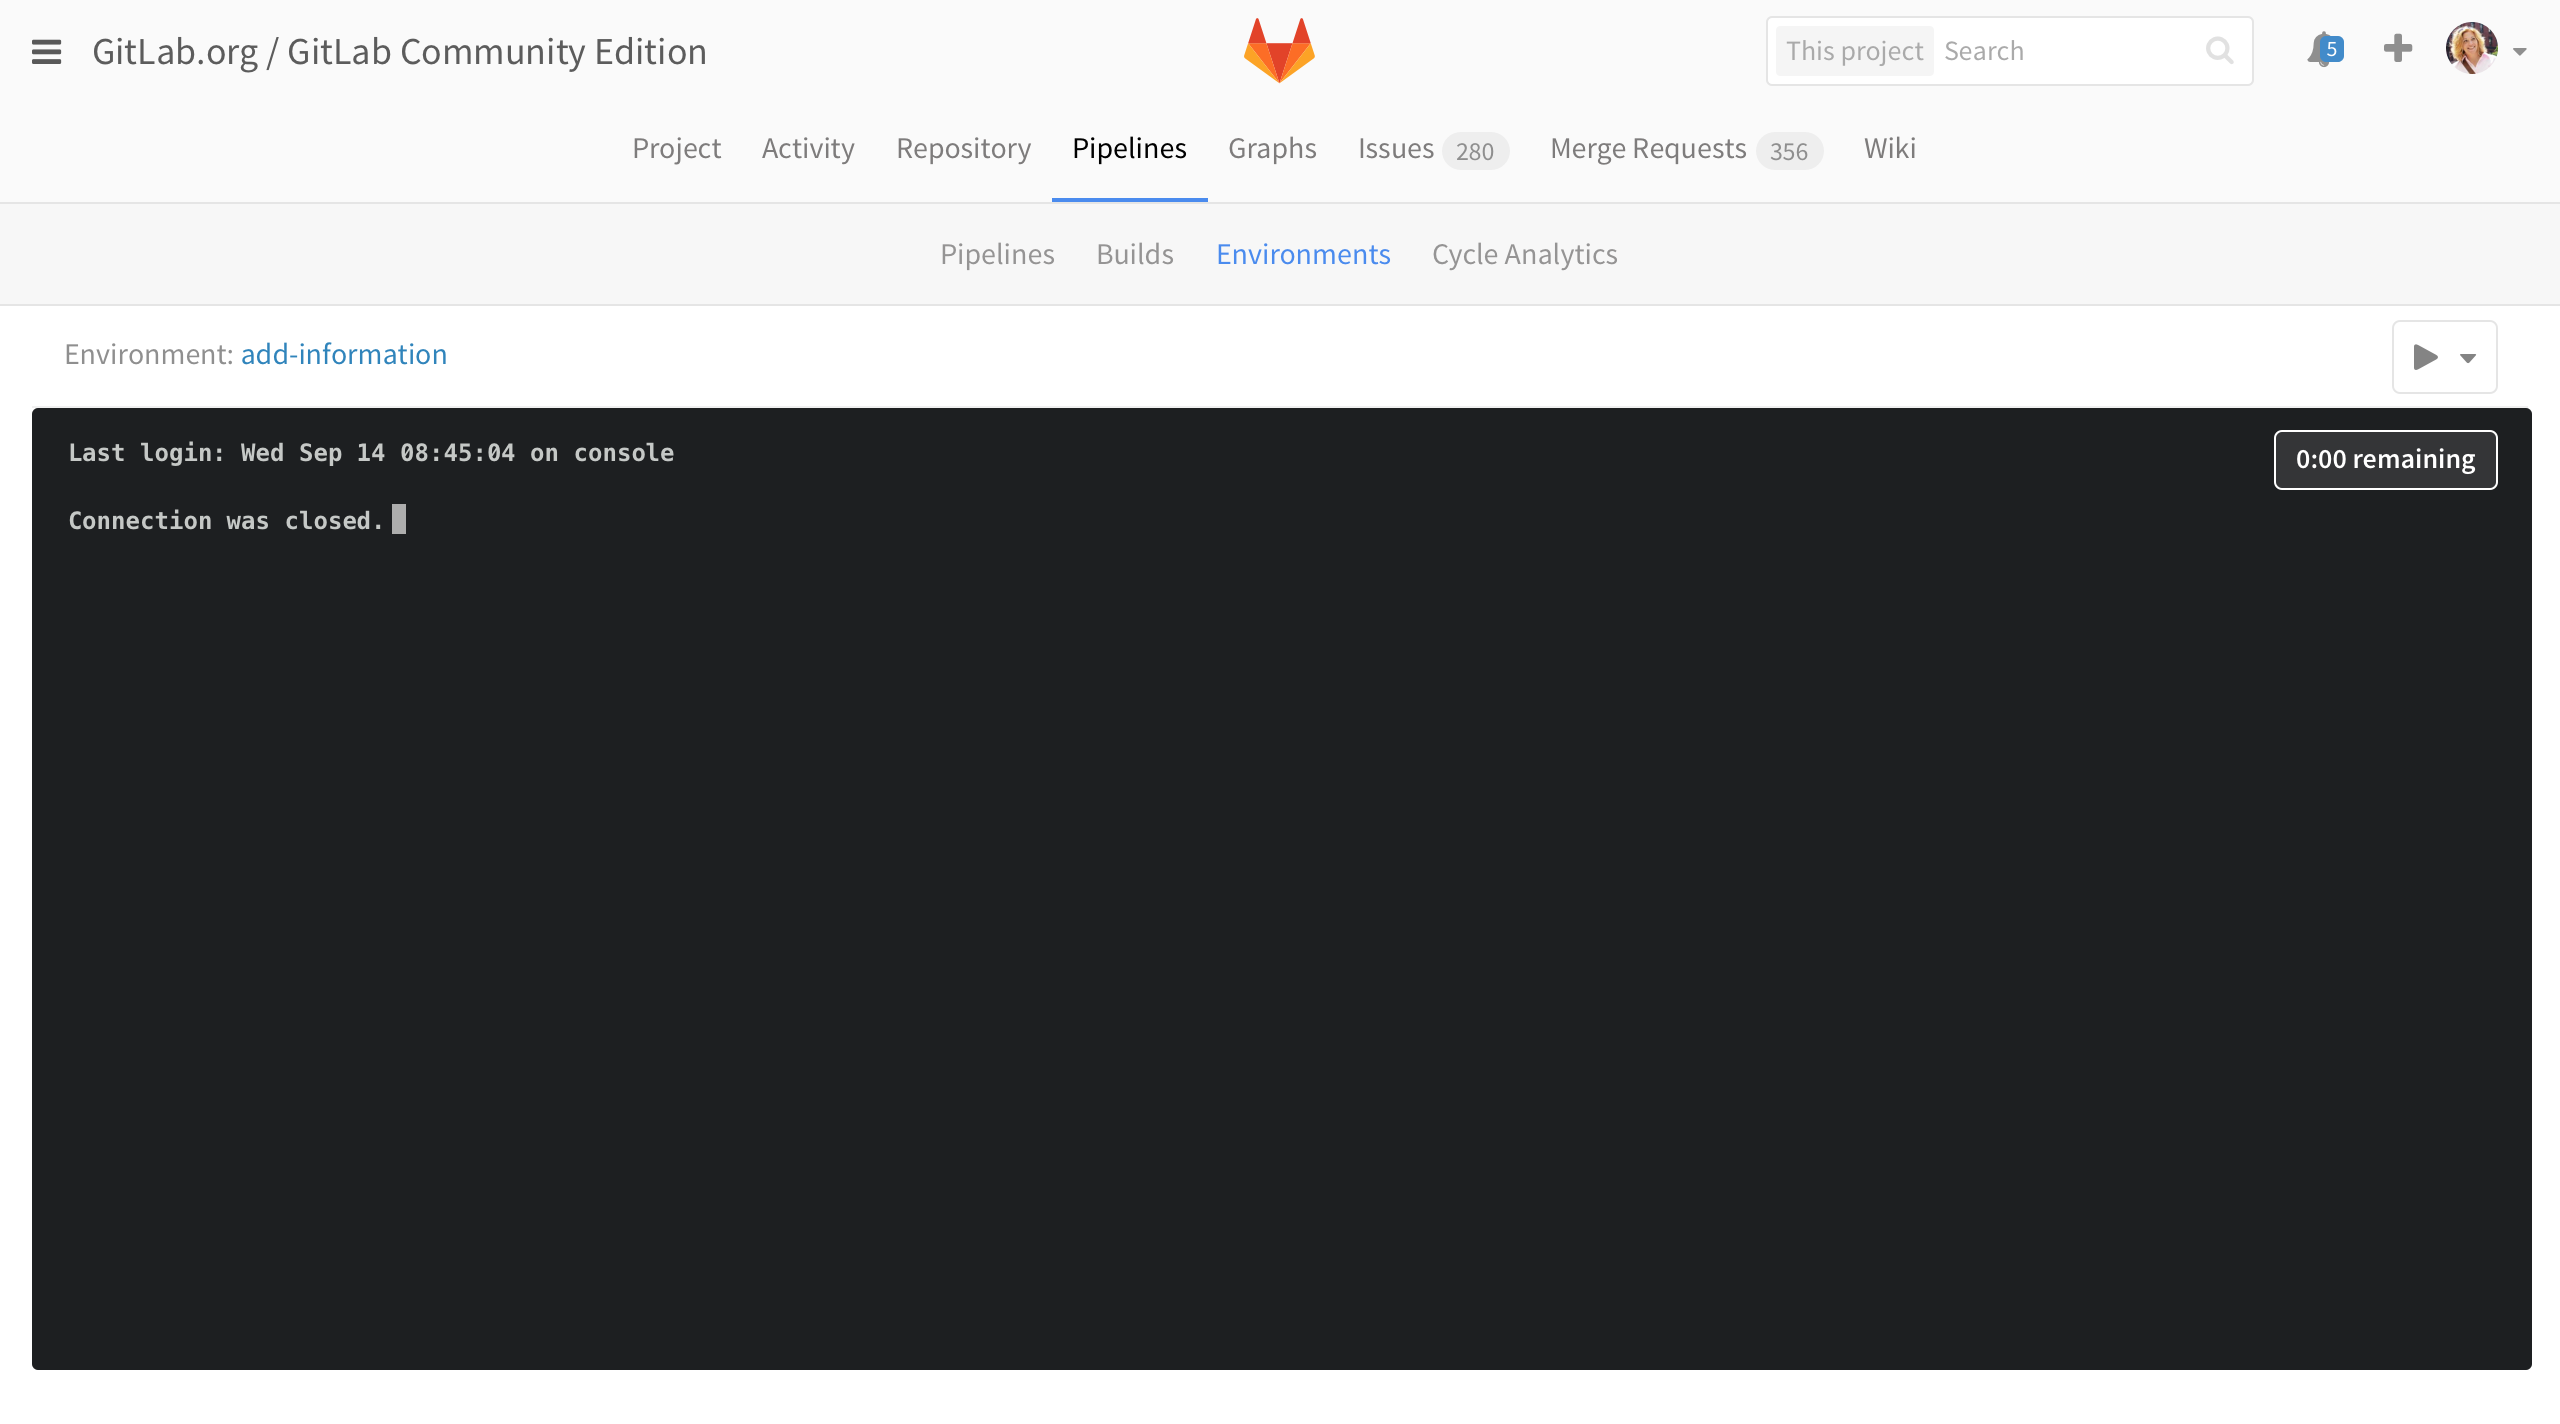 GitLab.org / GitLab Community Edition
This project Search
5
Project Activity Repository Pipelines Graphs Issues 280 Merge Requests 356 Wiki
Pipelines Builds Environments Cycle Analytics
Environment: add-information
Last login: Wed Sep 14 08:45:04 on console
0:00 remaining
Connection was closed.